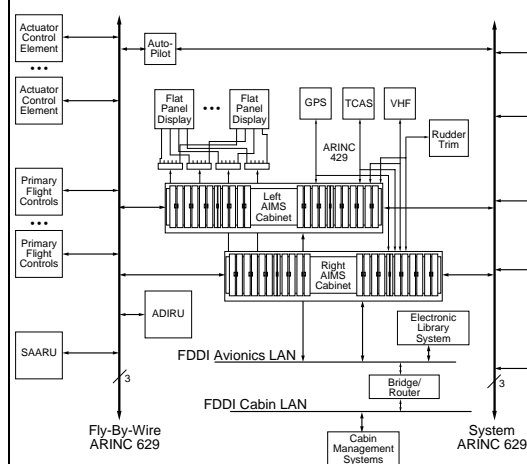 Actuator
Control
Element
•••
Actuator
Control
Element
Auto-
Pilot
Flat
Panel
Display
•••
Flat
Panel
Display
GPS
TCAS
VHF
ARINC
429
Rudder
Trim
Primary
Flight
Controls
•••
Primary
Flight
Controls
Left
AIMS
Cabinet
Right
AIMS
Cabinet
ADIRU
SAARU
Electronic
Library
System
FDDI Avionics LAN
Bridge/
Router
FDDI Cabin LAN
Cabin
Management
Systems
3
Fly-By-Wire
ARINC 629
3
System
ARINC 629